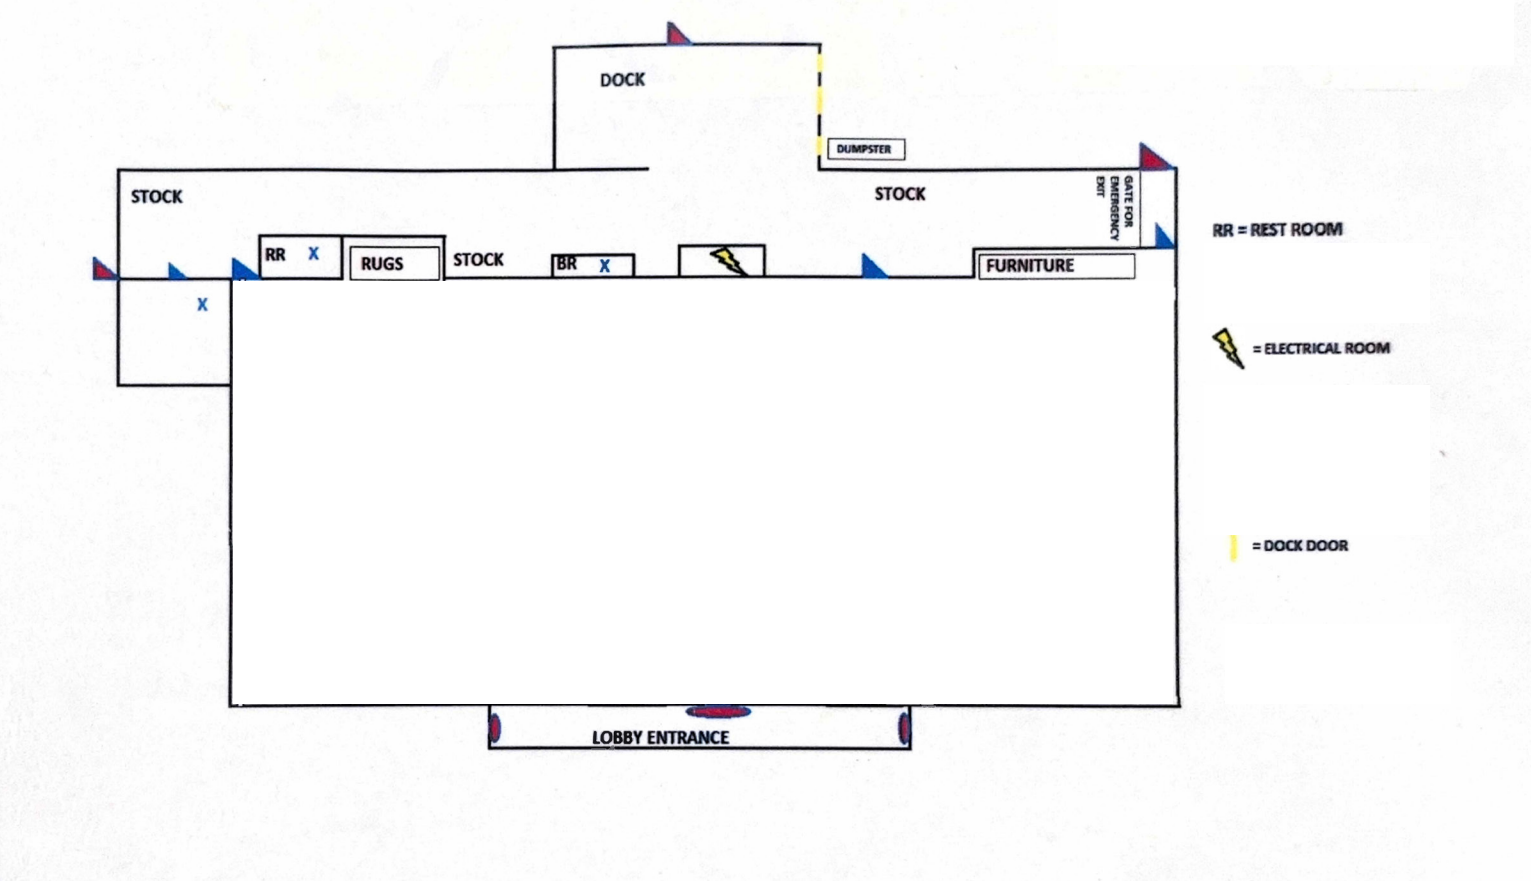 DOCK
DUMPSTER
STOCK
STOCK
GATE FOR
EMERGENCY
EXIT
RR = REST ROOM
RR X
RUGS
STOCK
BR X
FURNITURE
X
= ELECTRICAL ROOM
= DOCK DOOR
LOBBY ENTRANCE